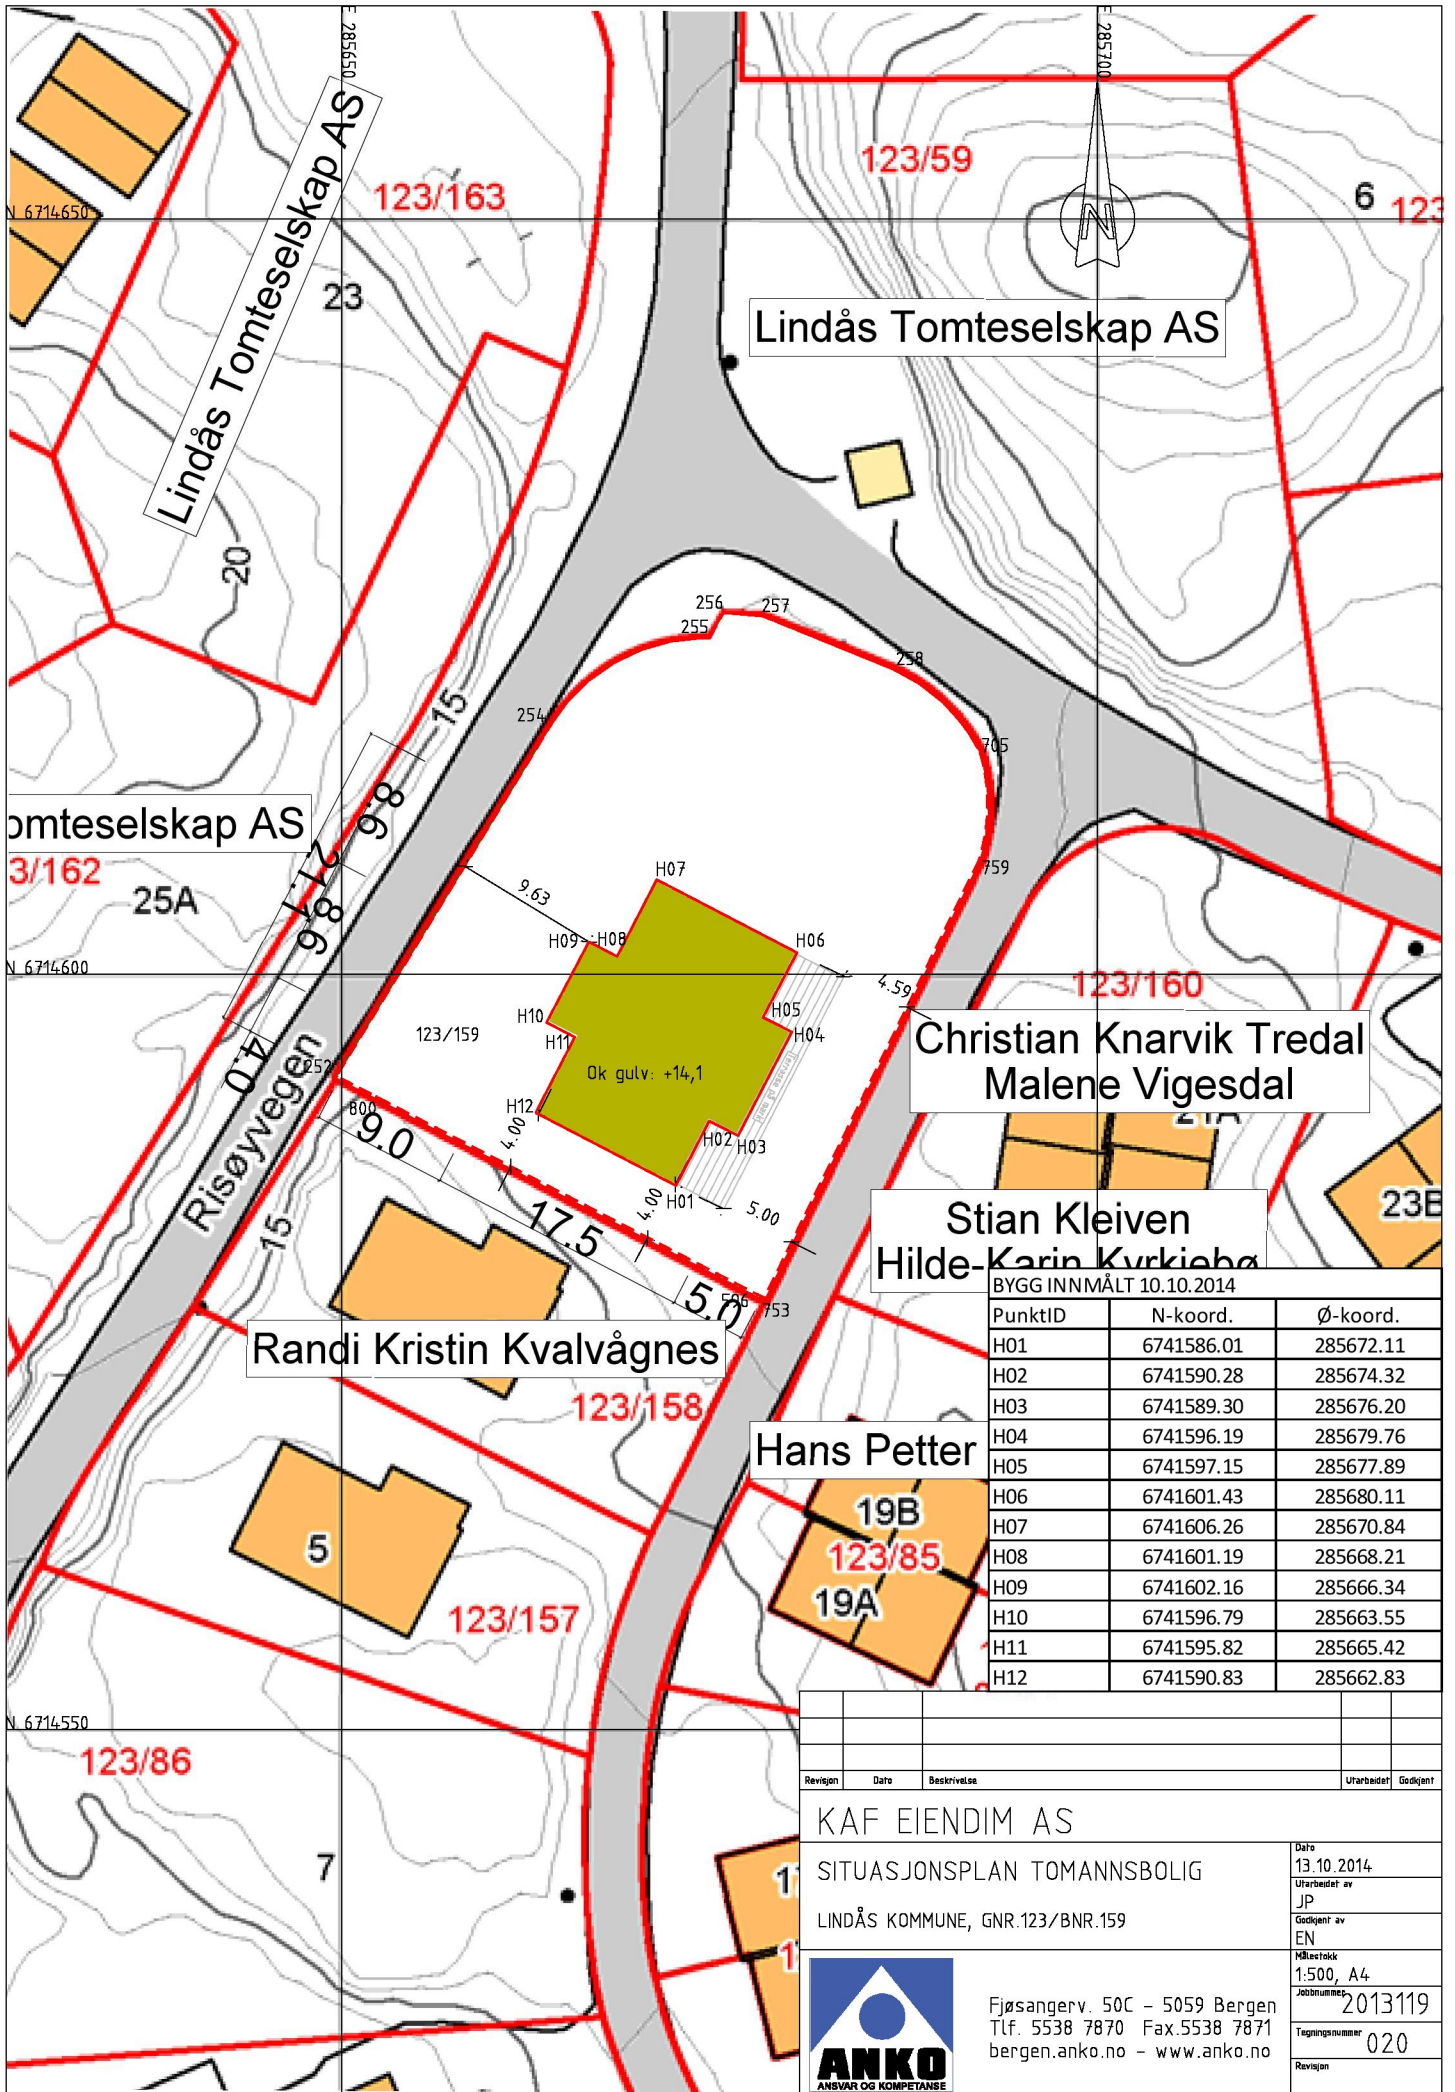 E 285650
E 285700
123/59
6
123
N 6714650
123/163
23
Lindås Tomteselskap AS
N
Lindås Tomteselskap AS
20
256
257
255
258
254
15
705
8.6
omteselskap AS
3/162
21.1
25A
8.6
759
9.63
H07
H09
H08
H06
N 6714600
4.59
123/160
H10
H05
123/159
H11
H04
Christian Knarvik Tredal
Malene Vigesdal
21A
4.0
Risøyvegen
252
Ok gulv: +14,1
Terrasse på mark
800
9.0
H12
4.00
H02
H03
15
17.5
4.00
H01
5.00
Stian Kleiven
Hilde-Karin Kyrkjebø
23B
5.0
596
753
Randi Kristin Kvalvågnes
123/158
Hans Petter
19B
123/85
19A
5
123/157
BYGG INNMÅLT 10.10.2014
PunktID N-koord. Ø-koord.
H01 6741586.01 285672.11
H02 6741590.28 285674.32
H03 6741589.30 285676.20
H04 6741596.19 285679.76
H05 6741597.15 285677.89
H06 6741601.43 285680.11
H07 6741606.26 285670.84
H08 6741601.19 285668.21
H09 6741602.16 285666.34
H10 6741596.79 285663.55
H11 6741595.82 285665.42
H12 6741590.83 285662.83
N 6714550
123/86
7
Revisjon Dato Beskrivelse Utarbeidet Godkjent
KAF EIENDIM AS
SITUASJONSPLAN TOMANNSBOLIG
LINDÅS KOMMUNE, GNR.123/BNR.159
Dato
13.10.2014
Utarbeidet av
JP
Godkjent av
EN
Målestokk
1:500, A4
Jobbnummer
2013119
Tegningsnummer
020
Revisjon
Fjøsangerv. 50C - 5059 Bergen
Tlf. 5538 7870 Fax.5538 7871
bergen.anko.no - www.anko.no
ANKO
ANSVAR OG KOMPETANSE